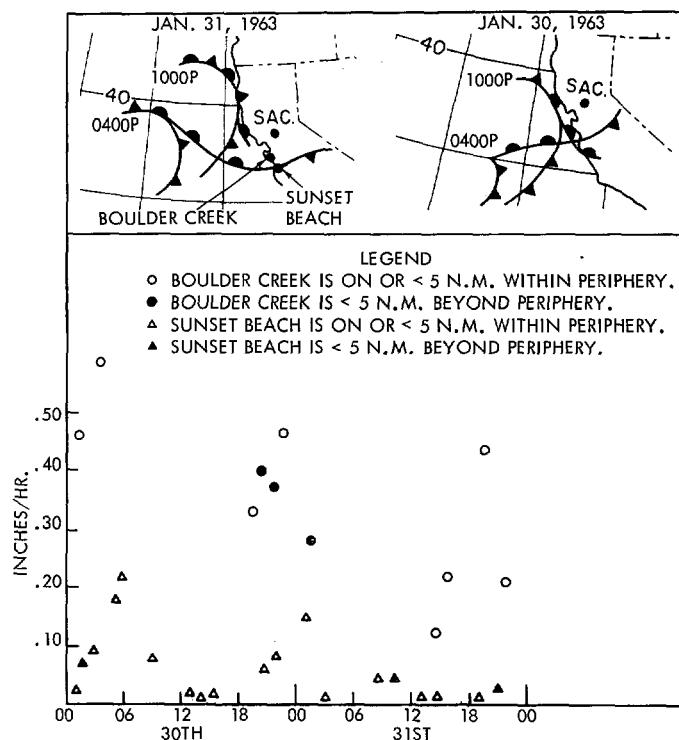 JAN. 31, 1963
JAN. 30, 1963
40
1000P
SAC.
40
0400P
1000P
SAC.
0400P
BOULDER CREEK
SUNSET
BEACH
LEGEND
○ BOULDER CREEK IS ON OR < 5 N.M. WITHIN PERIPHERY.
● BOULDER CREEK IS < 5 N.M. BEYOND PERIPHERY.
△ SUNSET BEACH IS ON OR < 5 N.M. WITHIN PERIPHERY.
▲ SUNSET BEACH IS < 5 N.M. BEYOND PERIPHERY.
INCHES/HR.
.50
.40
.30
.20
.10
00 06 12 18 00 06 12 18 00
30TH 31ST